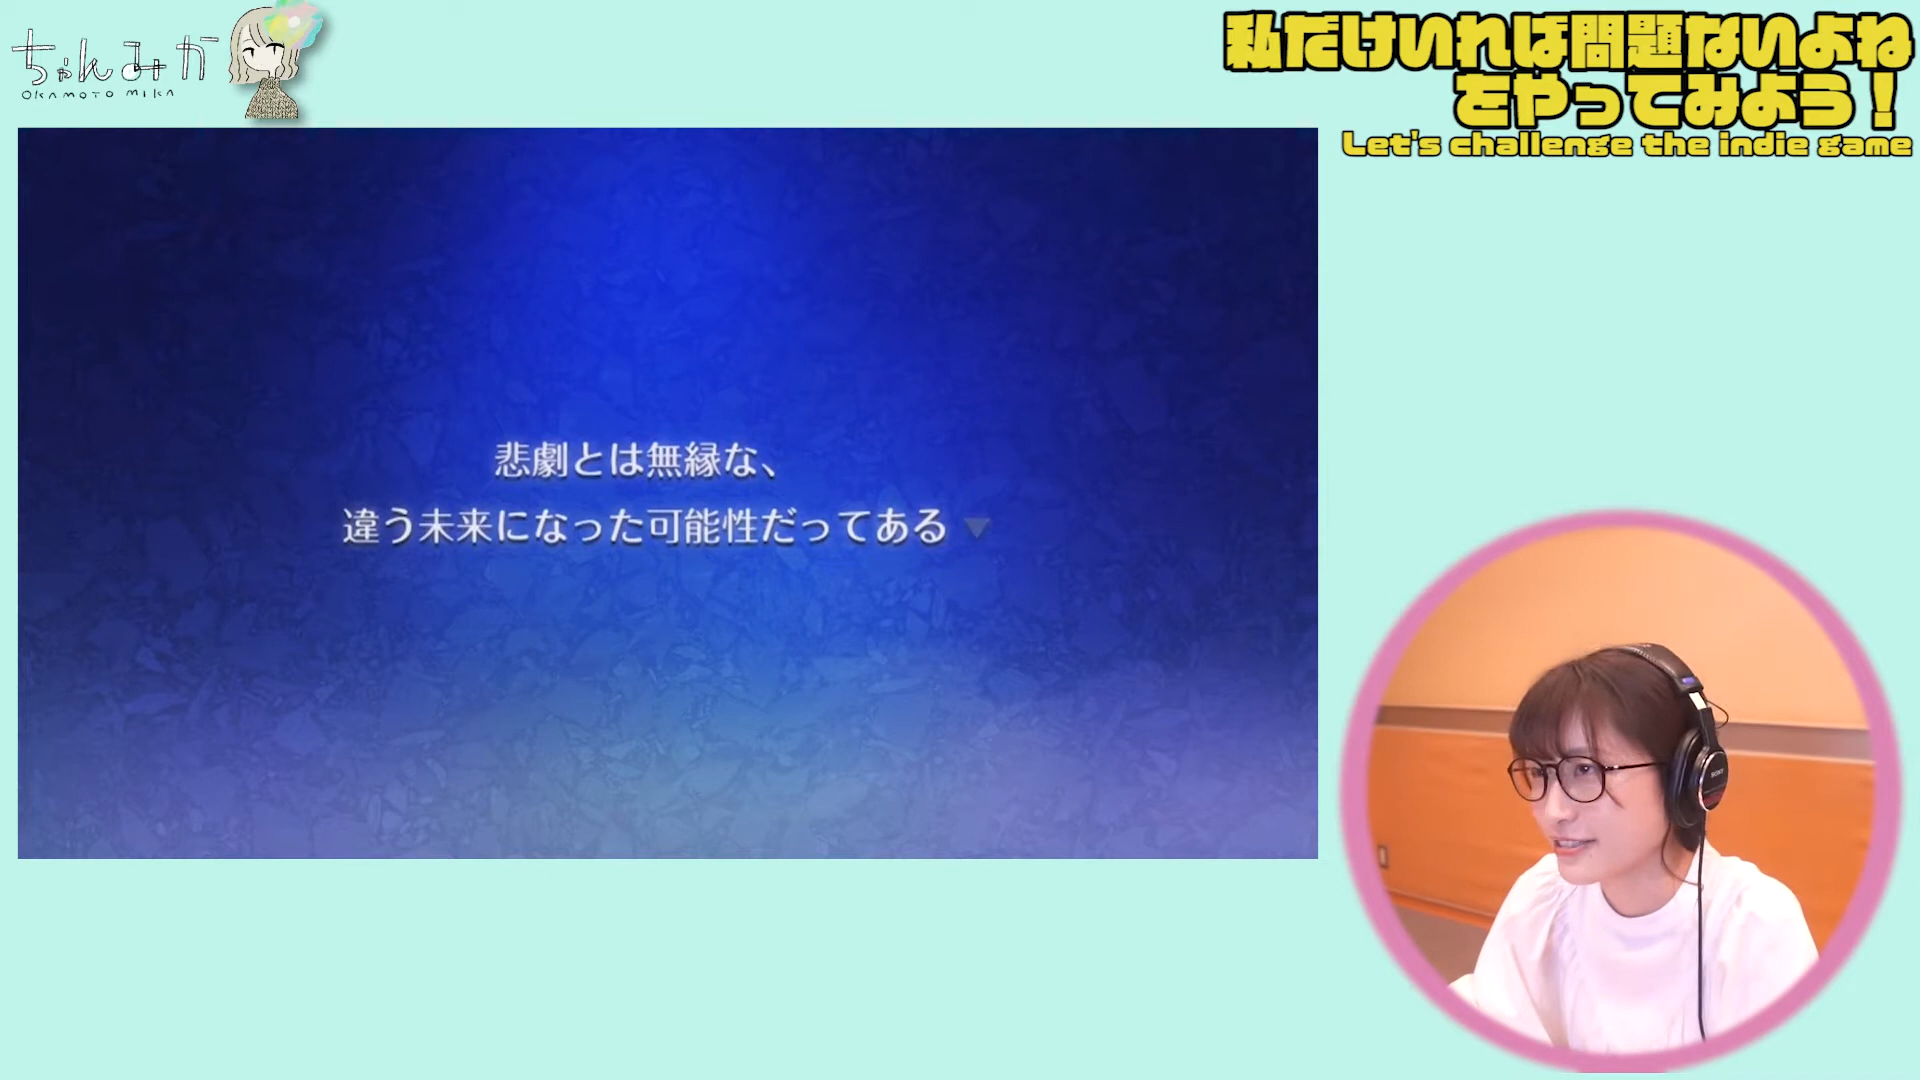 ちゃんみか
OKAMOTO MIKA
私だけいれば問題ないよね
をやってみよう！
Let's challenge the indie game
悲劇とは無縁な、
違う未来になった可能性だってある
SONY